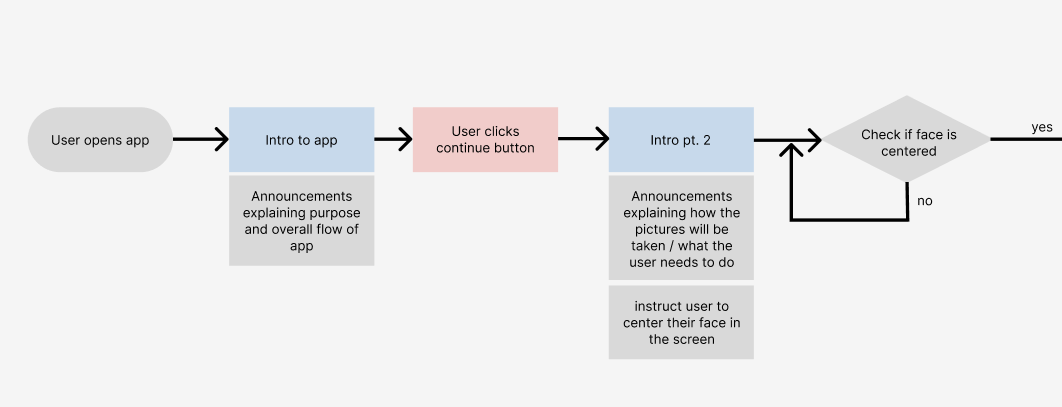 User opens app
Intro to app
Announcements
explaining purpose
and overall flow of
app
User clicks
continue button
Intro pt. 2
Announcements
explaining how the
pictures will be
taken / what the
user needs to do
instruct user to
center their face in
the screen
Check if face is
centered
no
yes